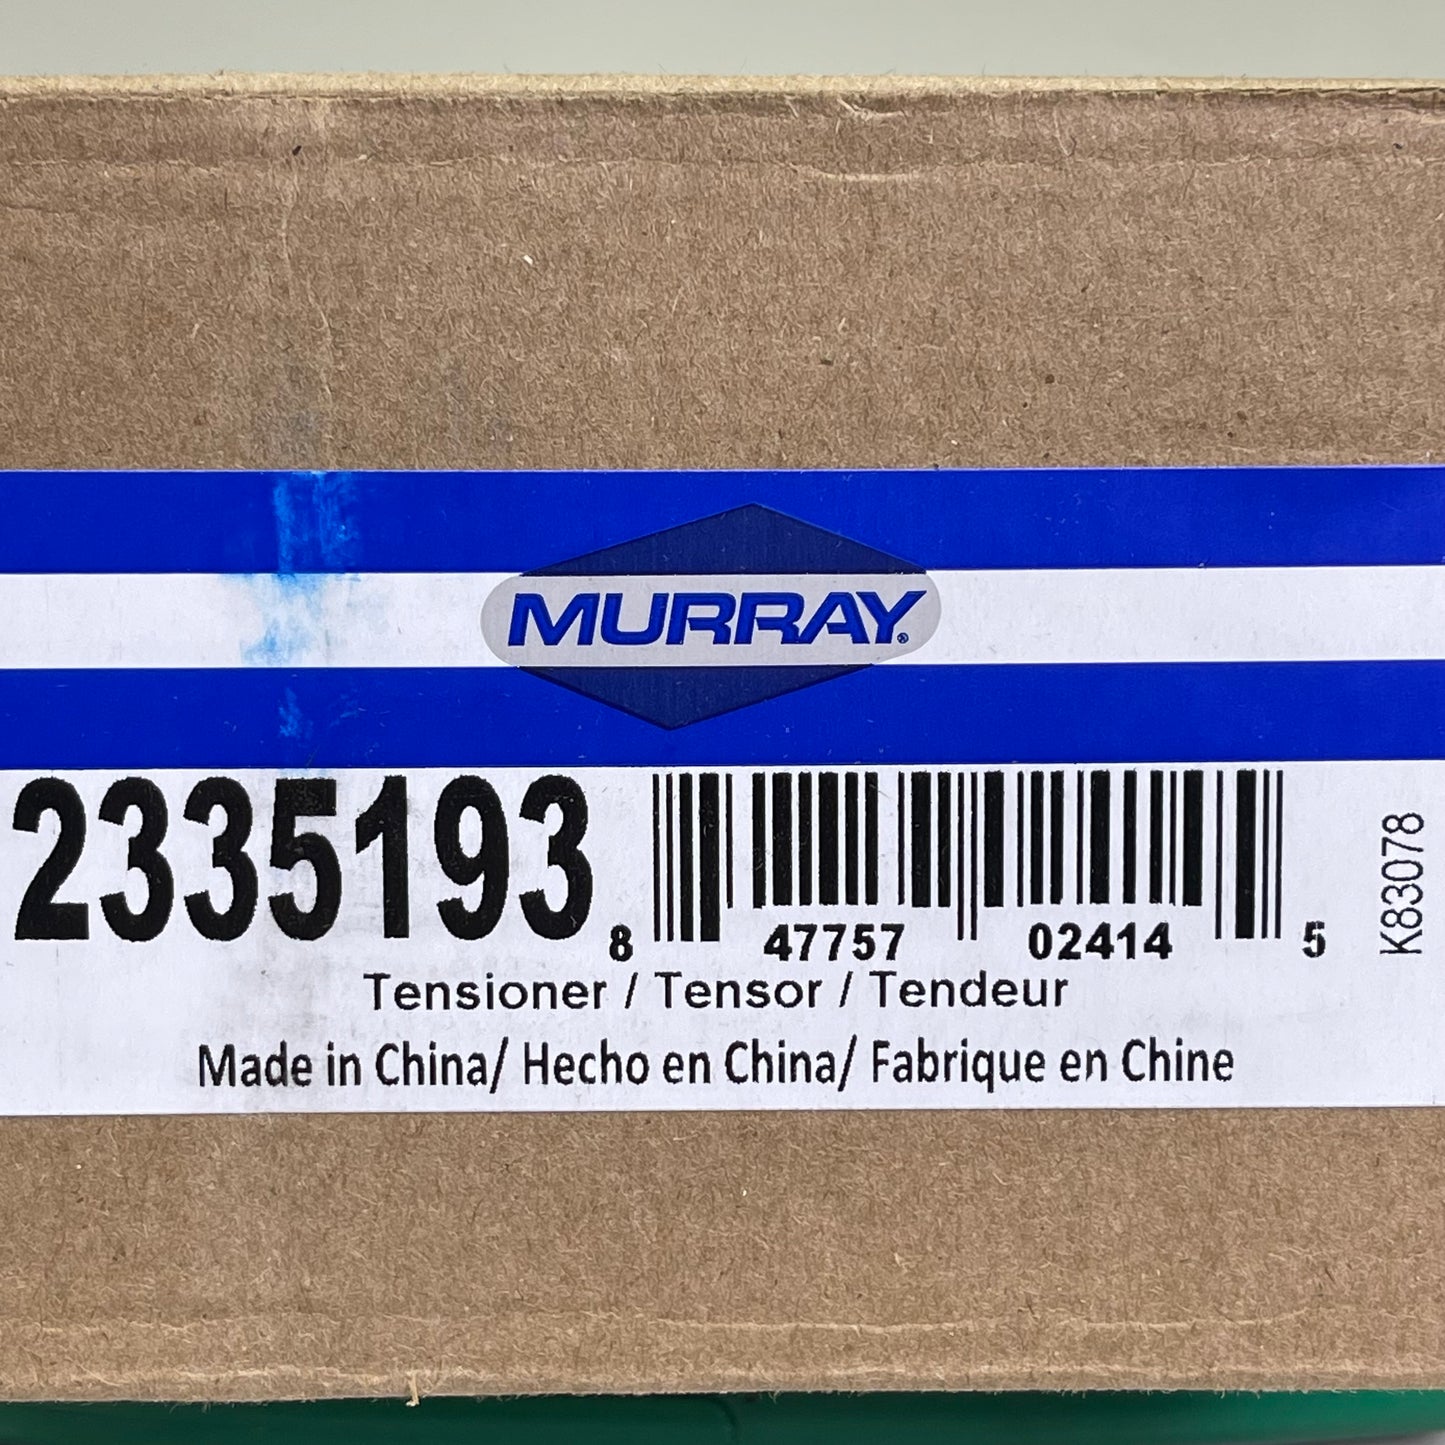 MURRAY®
2335193
8 47757 02414 5
K83078
Tensioner / Tensor / Tendeur
Made in China/ Hecho en China/ Fabrique en Chine